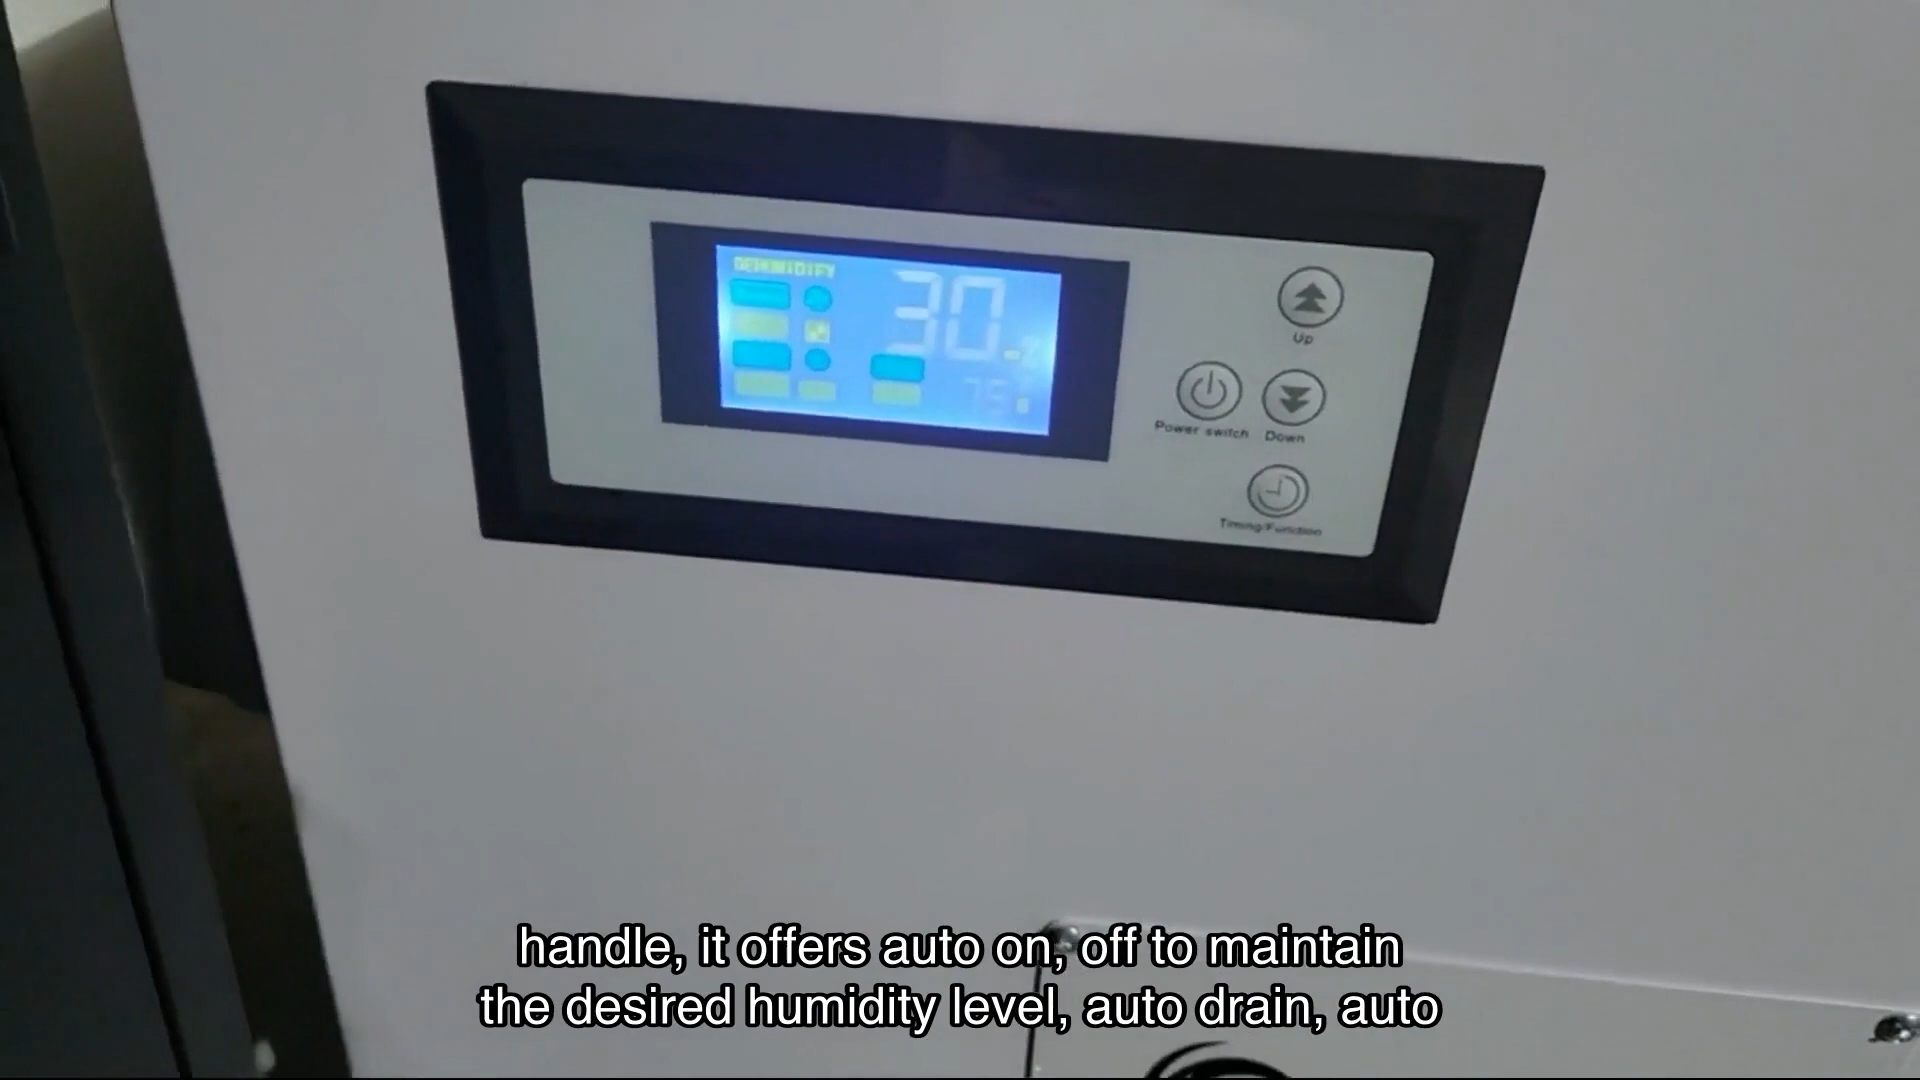 DEHUMIDIFY
30
75
Up
Power switch
Down
Timing/Function
handle, it offers auto on, off to maintain
the desired humidity level, auto drain, auto